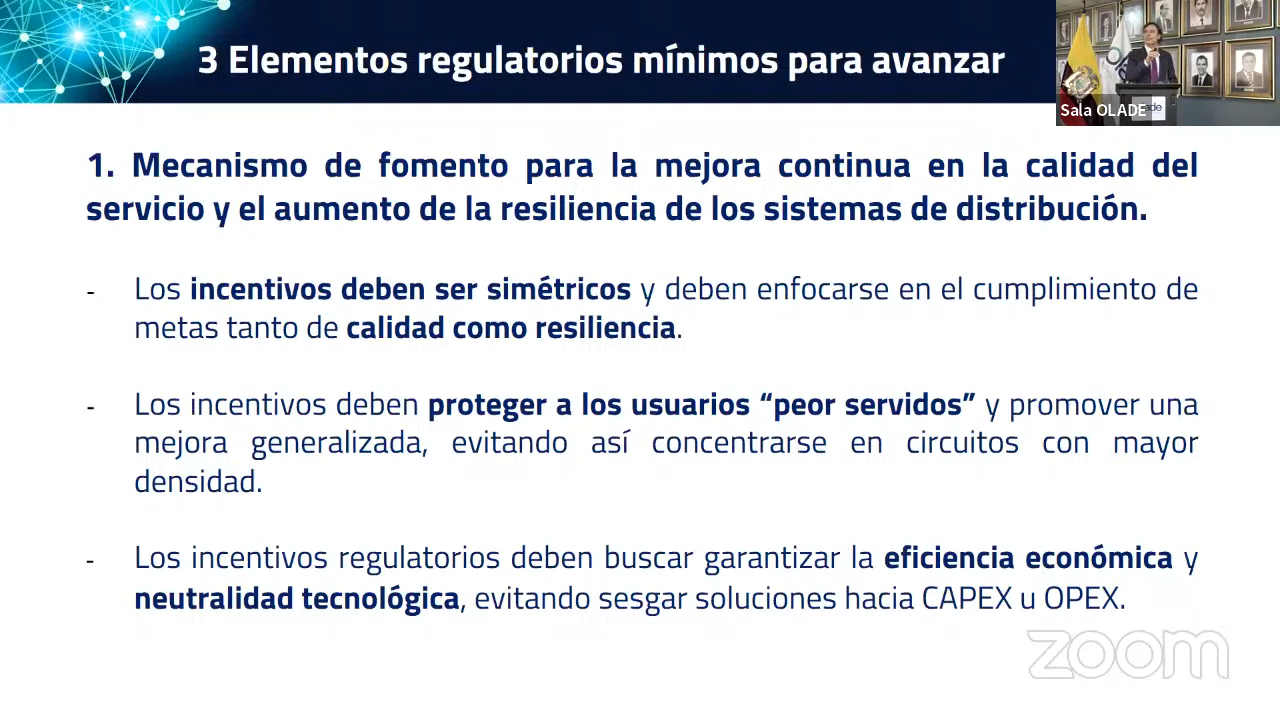 3 Elementos regulatorios mínimos para avanzar
Sala OLADE
1. Mecanismo de fomento para la mejora continua en la calidad del
servicio y el aumento de la resiliencia de los sistemas de distribución.
- Los incentivos deben ser simétricos y deben enfocarse en el cumplimiento de
metas tanto de calidad como resiliencia.
- Los incentivos deben proteger a los usuarios “peor servidos” y promover una
mejora generalizada, evitando así concentrarse en circuitos con mayor
densidad.
- Los incentivos regulatorios deben buscar garantizar la eficiencia económica y
neutralidad tecnológica, evitando sesgar soluciones hacia CAPEX u OPEX.
zoom